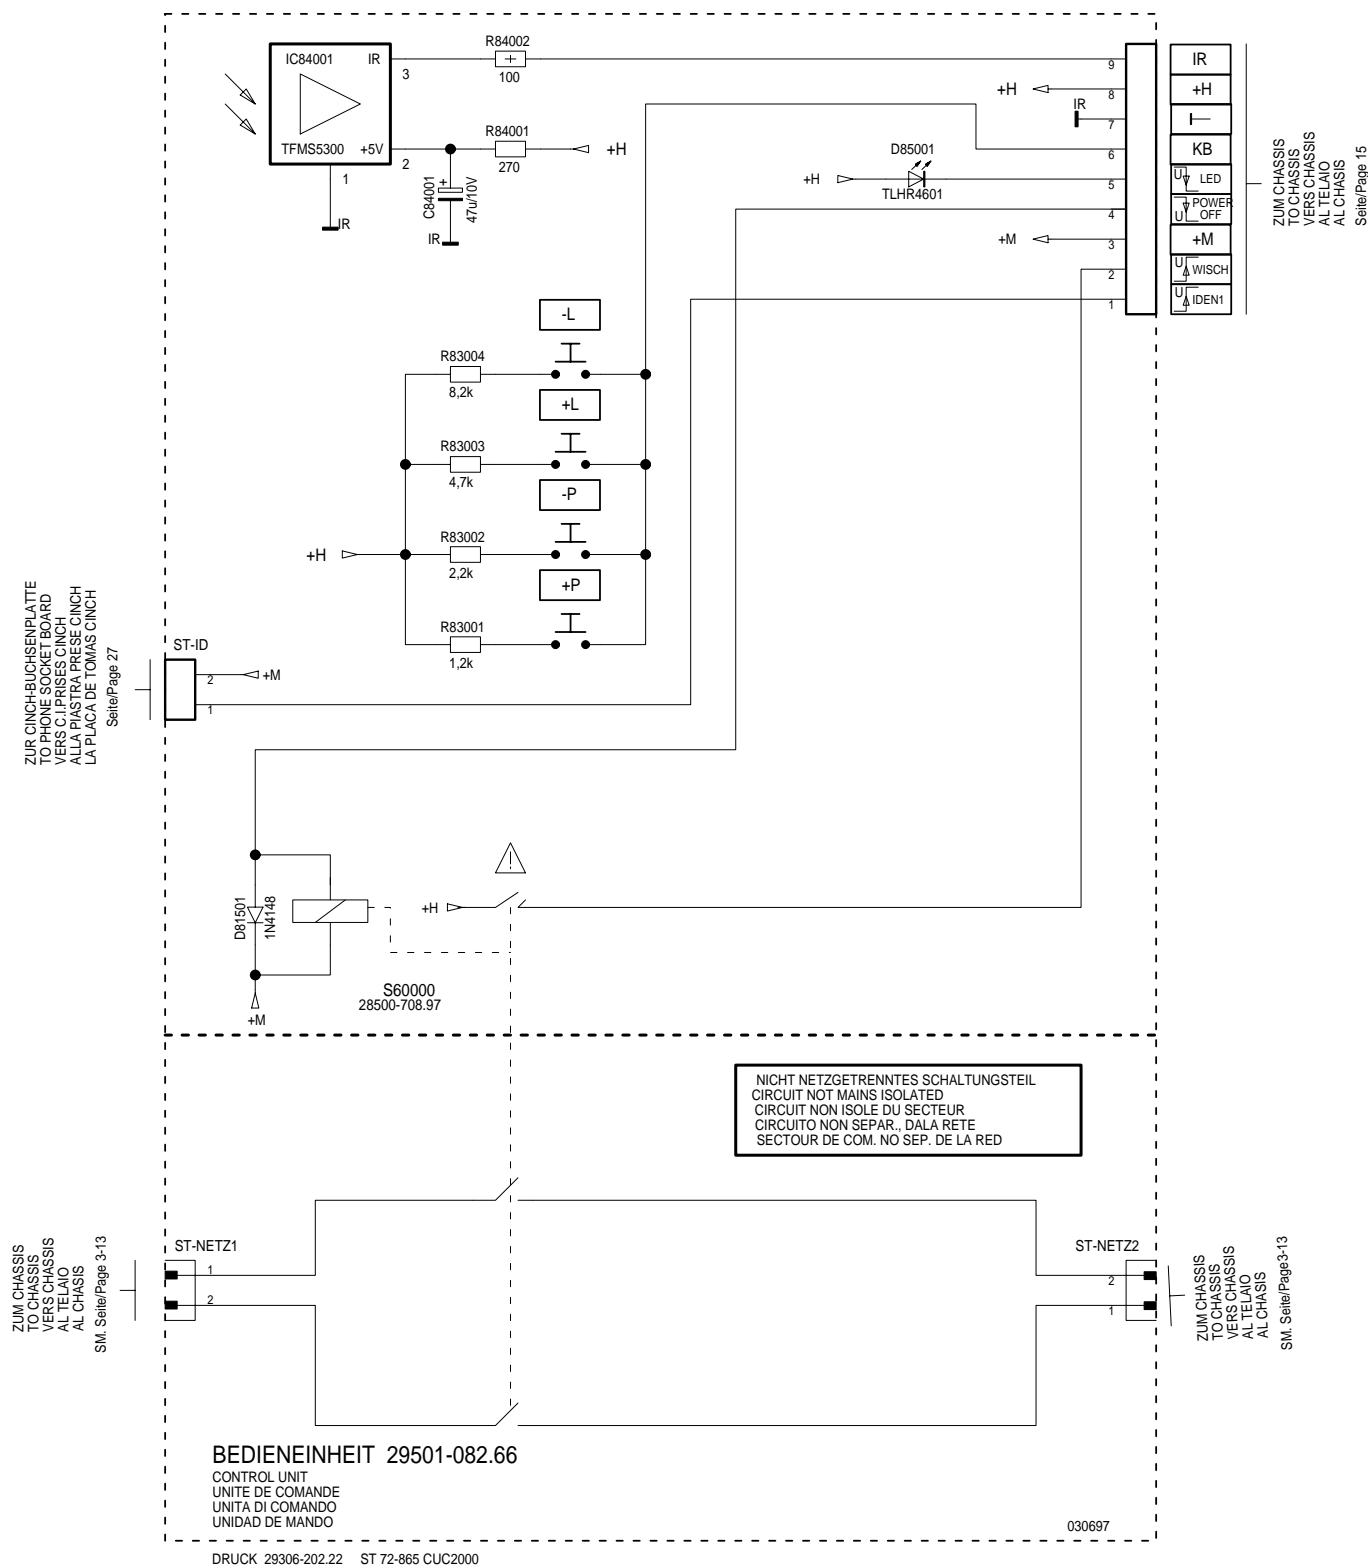 IC84001
IR
3
TFMS5300
+5V
2
1
IR
R84002
+
100
R84001
270
+H
C84001
+
47u/10V
IR
D85001
TLHR4601
+H
+H
IR
+M
9
8
7
6
5
4
3
2
1
IR
+H
KB
U
LED
U
POWER
OFF
+M
U
WISCH
U
IDEN1
ZUM CHASSIS
TO CHASSIS
VERS CHASSIS
AL TELAIO
AL CHASIS
Seite/Page 15
-L
R83004
8,2k
+L
R83003
4,7k
-P
+H
R83002
2,2k
+P
R83001
1,2k
ZUR CINCH-BUCHSENPLATTE
TO PHONE SOCKET BOARD
VERS C.I.PRISES CINCH
ALLA PIASTRA PRESE CINCH
LA PLACA DE TOMAS CINCH
Seite/Page 27
ST-ID
2
+M
1
D81501
1N4148
+M
S60000
28500-708.97
!
+H
NICHT NETZGETRENNTES SCHALTUNGSTEIL
CIRCUIT NOT MAINS ISOLATED
CIRCUIT NON ISOLE DU SECTEUR
CIRCUITO NON SEPAR., DALA RETE
SECTOUR DE COM. NO SEP. DE LA RED
ZUM CHASSIS
TO CHASSIS
VERS CHASSIS
AL TELAIO
AL CHASIS
SM. Seite/Page 3-13
ST-NETZ1
1
2
ST-NETZ2
2
1
ZUM CHASSIS
TO CHASSIS
VERS CHASSIS
AL TELAIO
AL CHASIS
SM. Seite/Page3-13
BEDIENEINHEIT 29501-082.66
CONTROL UNIT
UNITE DE COMANDE
UNITA DI COMANDO
UNIDAD DE MANDO
030697
DRUCK 29306-202.22 ST 72-865 CUC2000